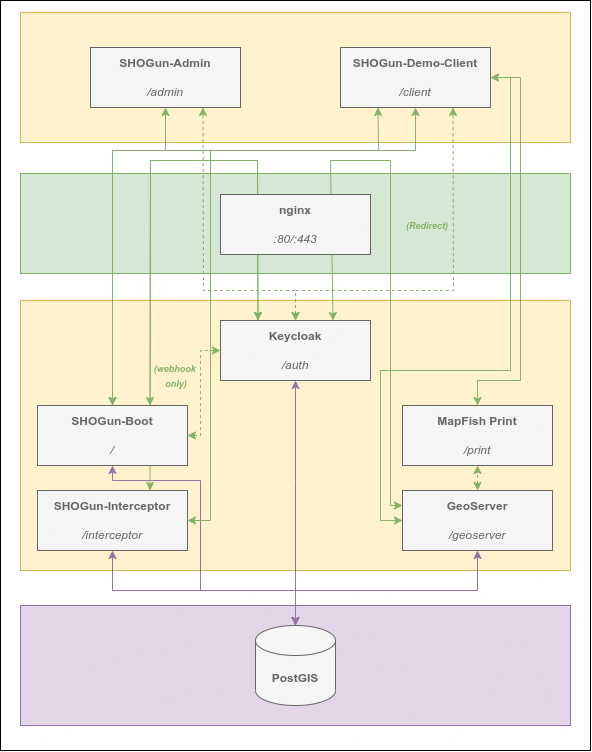 SHOGun-Admin
/admin
SHOGun-Demo-Client
/client
nginx
:80/:443
(Redirect)
Keycloak
/auth
(webhook
only)
SHOGun-Boot
/
MapFish Print
/print
SHOGun-Interceptor
/interceptor
GeoServer
/geoserver
PostGIS